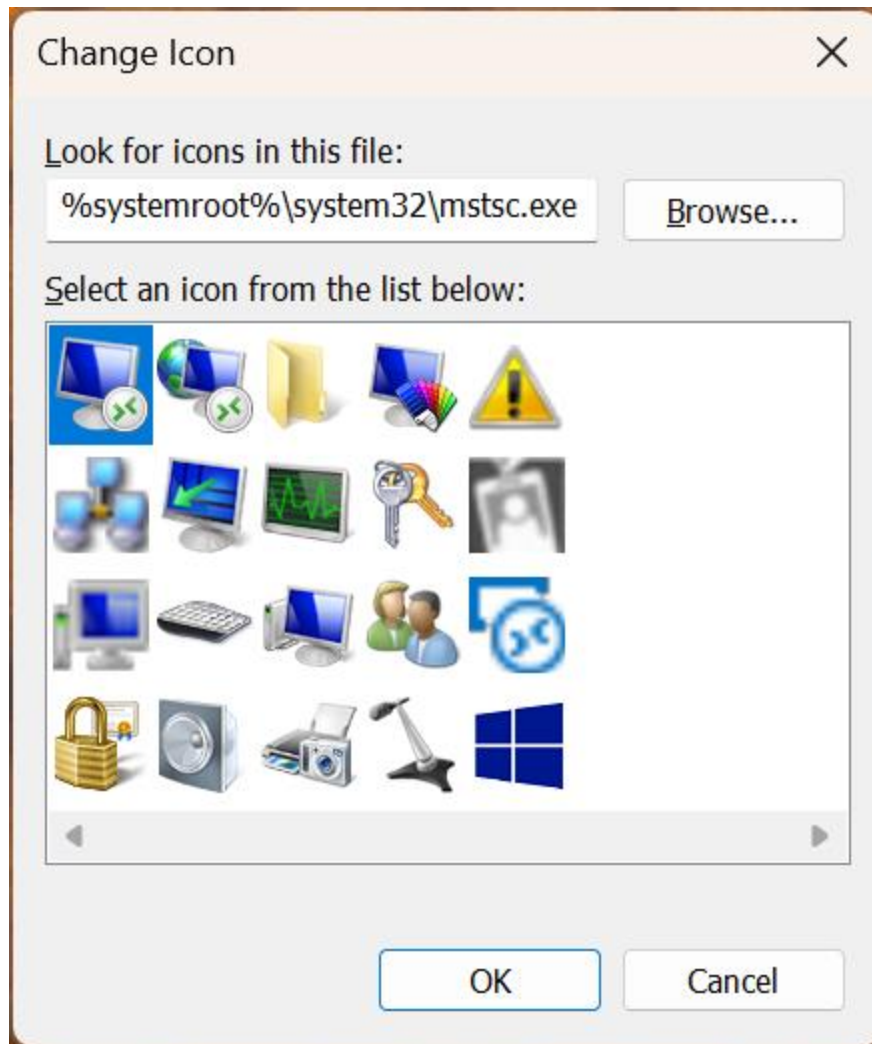 Change Icon
Look for icons in this file:
%systemroot%\system32\mstsc.exe
Browse...
Select an icon from the list below:
OK
Cancel